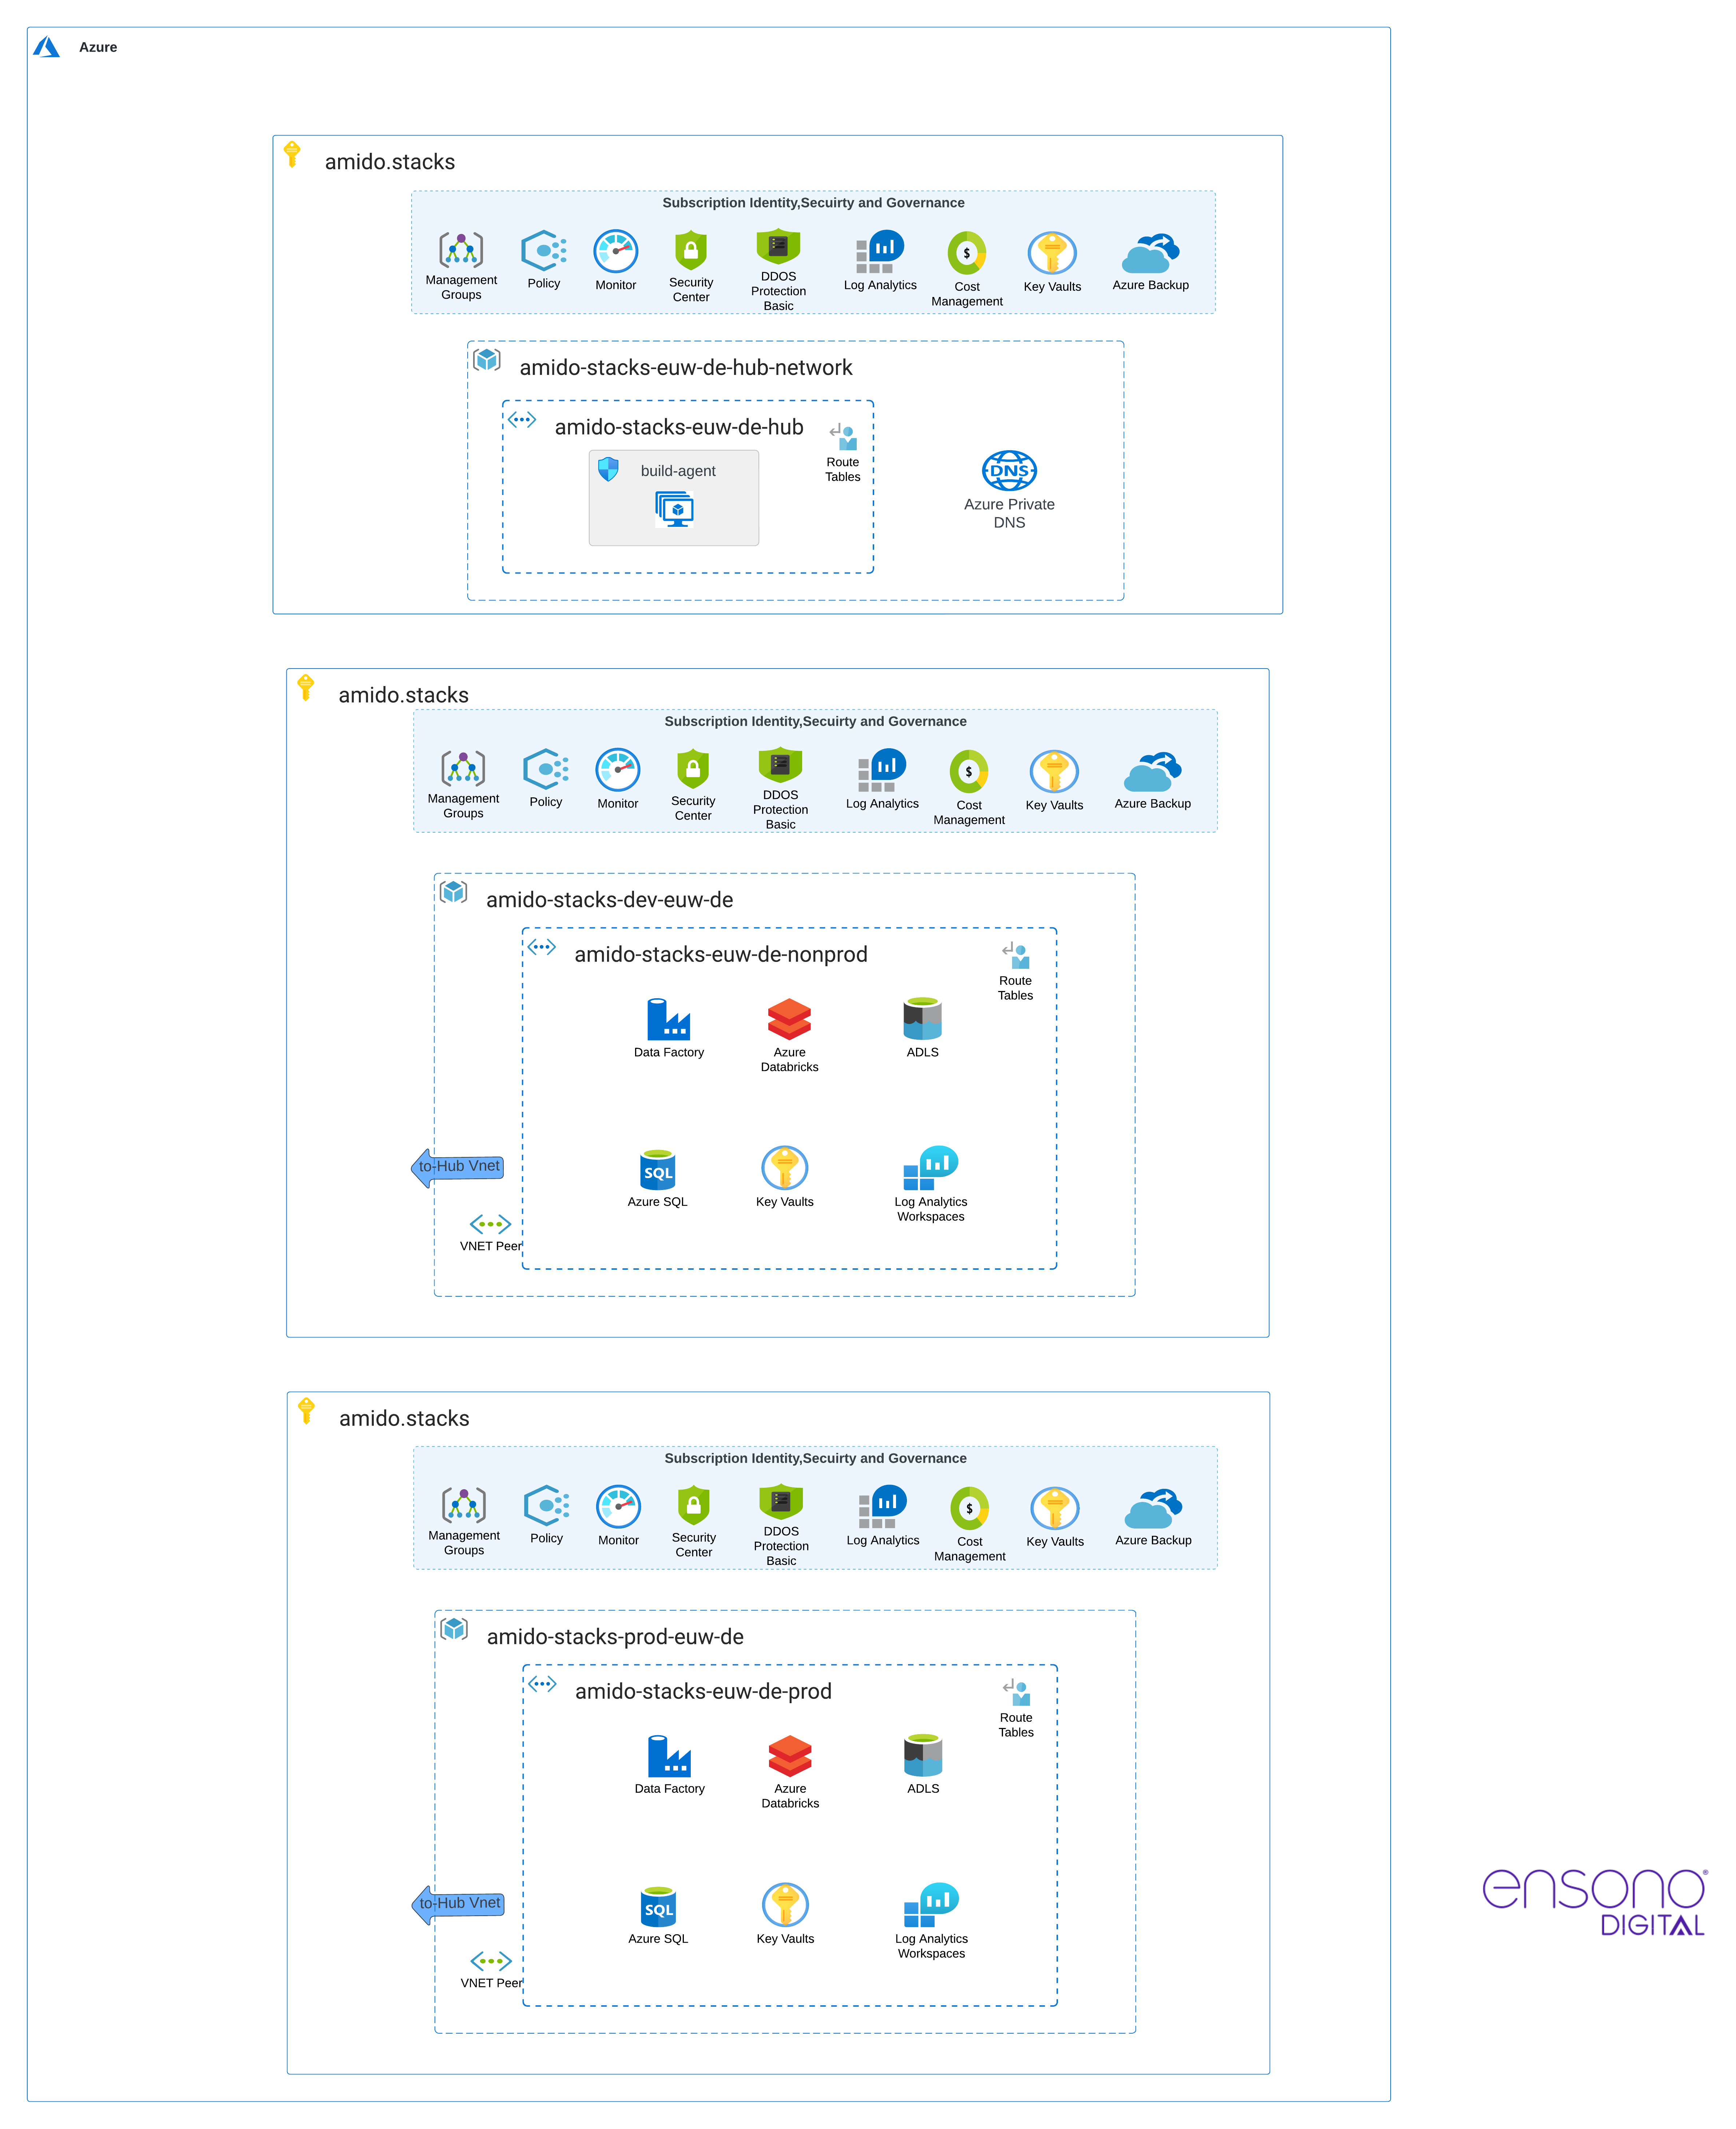 Azure
amido.stacks
Subscription Identity,Secuirty and Governance
Management
Groups
Policy
Monitor
Security
Center
DDOS
Protection
Basic
Log Analytics
$
Cost
Management
Key Vaults
Azure Backup
amido-stacks-euw-de-hub-network
amido-stacks-euw-de-hub
Route
Tables
build-agent
DNS
Azure Private
DNS
amido.stacks
Subscription Identity,Secuirty and Governance
Management
Groups
Policy
Monitor
Security
Center
DDOS
Protection
Basic
Log Analytics
$
Cost
Management
Key Vaults
Azure Backup
amido-stacks-dev-euw-de
amido-stacks-euw-de-nonprod
Route
Tables
Data Factory
Azure
Databricks
ADLS
to-Hub Vnet
SQL
Azure SQL
Key Vaults
Log Analytics
Workspaces
VNET Peer
amido.stacks
Subscription Identity,Secuirty and Governance
Management
Groups
Policy
Monitor
Security
Center
DDOS
Protection
Basic
Log Analytics
$
Cost
Management
Key Vaults
Azure Backup
amido-stacks-prod-euw-de
amido-stacks-euw-de-prod
Route
Tables
Data Factory
Azure
Databricks
ADLS
to-Hub Vnet
SQL
Azure SQL
Key Vaults
Log Analytics
Workspaces
VNET Peer
ensono®
DIGITAL